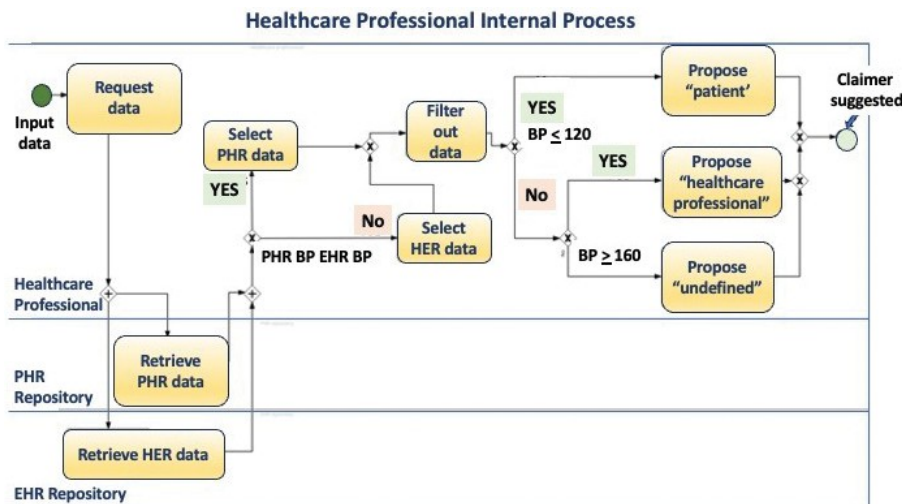 Healthcare Professional Internal Process
Request
data
Input
data
Select
PHR data
YES
Filter
out
data
YES
BP ≤ 120
No
Propose
“patient’
Claimer
suggested
YES
Propose
“healthcare
professional”
No
PHR BP EHR BP
Select
HER data
BP ≥ 160
Propose
“undefined”
Healthcare
Professional
Retrieve
PHR data
PHR
Repository
Retrieve HER data
EHR Repository